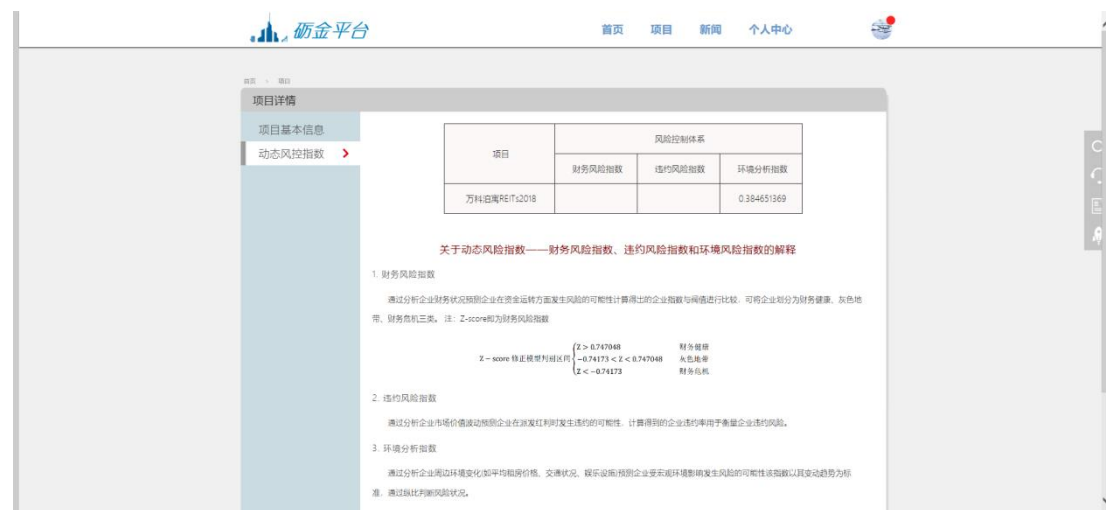 砺金平台
首页 项目 新闻 个人中心
首页 › 项目
项目详情
项目基本信息
动态风控指数
项目 风险控制体系
财务风险指数 违约风险指数 环境分析指数
万科泊寓REITs2018 0.384651369
关于动态风险指数——财务风险指数、违约风险指数和环境风险指数的解释
1. 财务风险指数
通过分析企业财务状况预测企业在资金运转方面发生风险的可能性计算得出的企业指数与阈值进行比较,可将企业划分为财务健康、灰色地
带、财务危机三类。 注:Z-score即为财务风险指数
Z − score 修正模型判别区间
Z > 0.747048 财务健康
−0.74173 < Z < 0.747048 灰色地带
Z < −0.74173 财务危机
2. 违约风险指数
通过分析企业市场价值波动预测企业在派发红利时发生违约的可能性,计算得到的企业违约率用于衡量企业违约风险。
3. 环境分析指数
通过分析企业周边环境变化(如平均租房价格、交通状况、娱乐设施)预测企业受宏观环境影响发生风险的可能性该指数以其变动趋势为标
准,通过纵比判断风险状况。